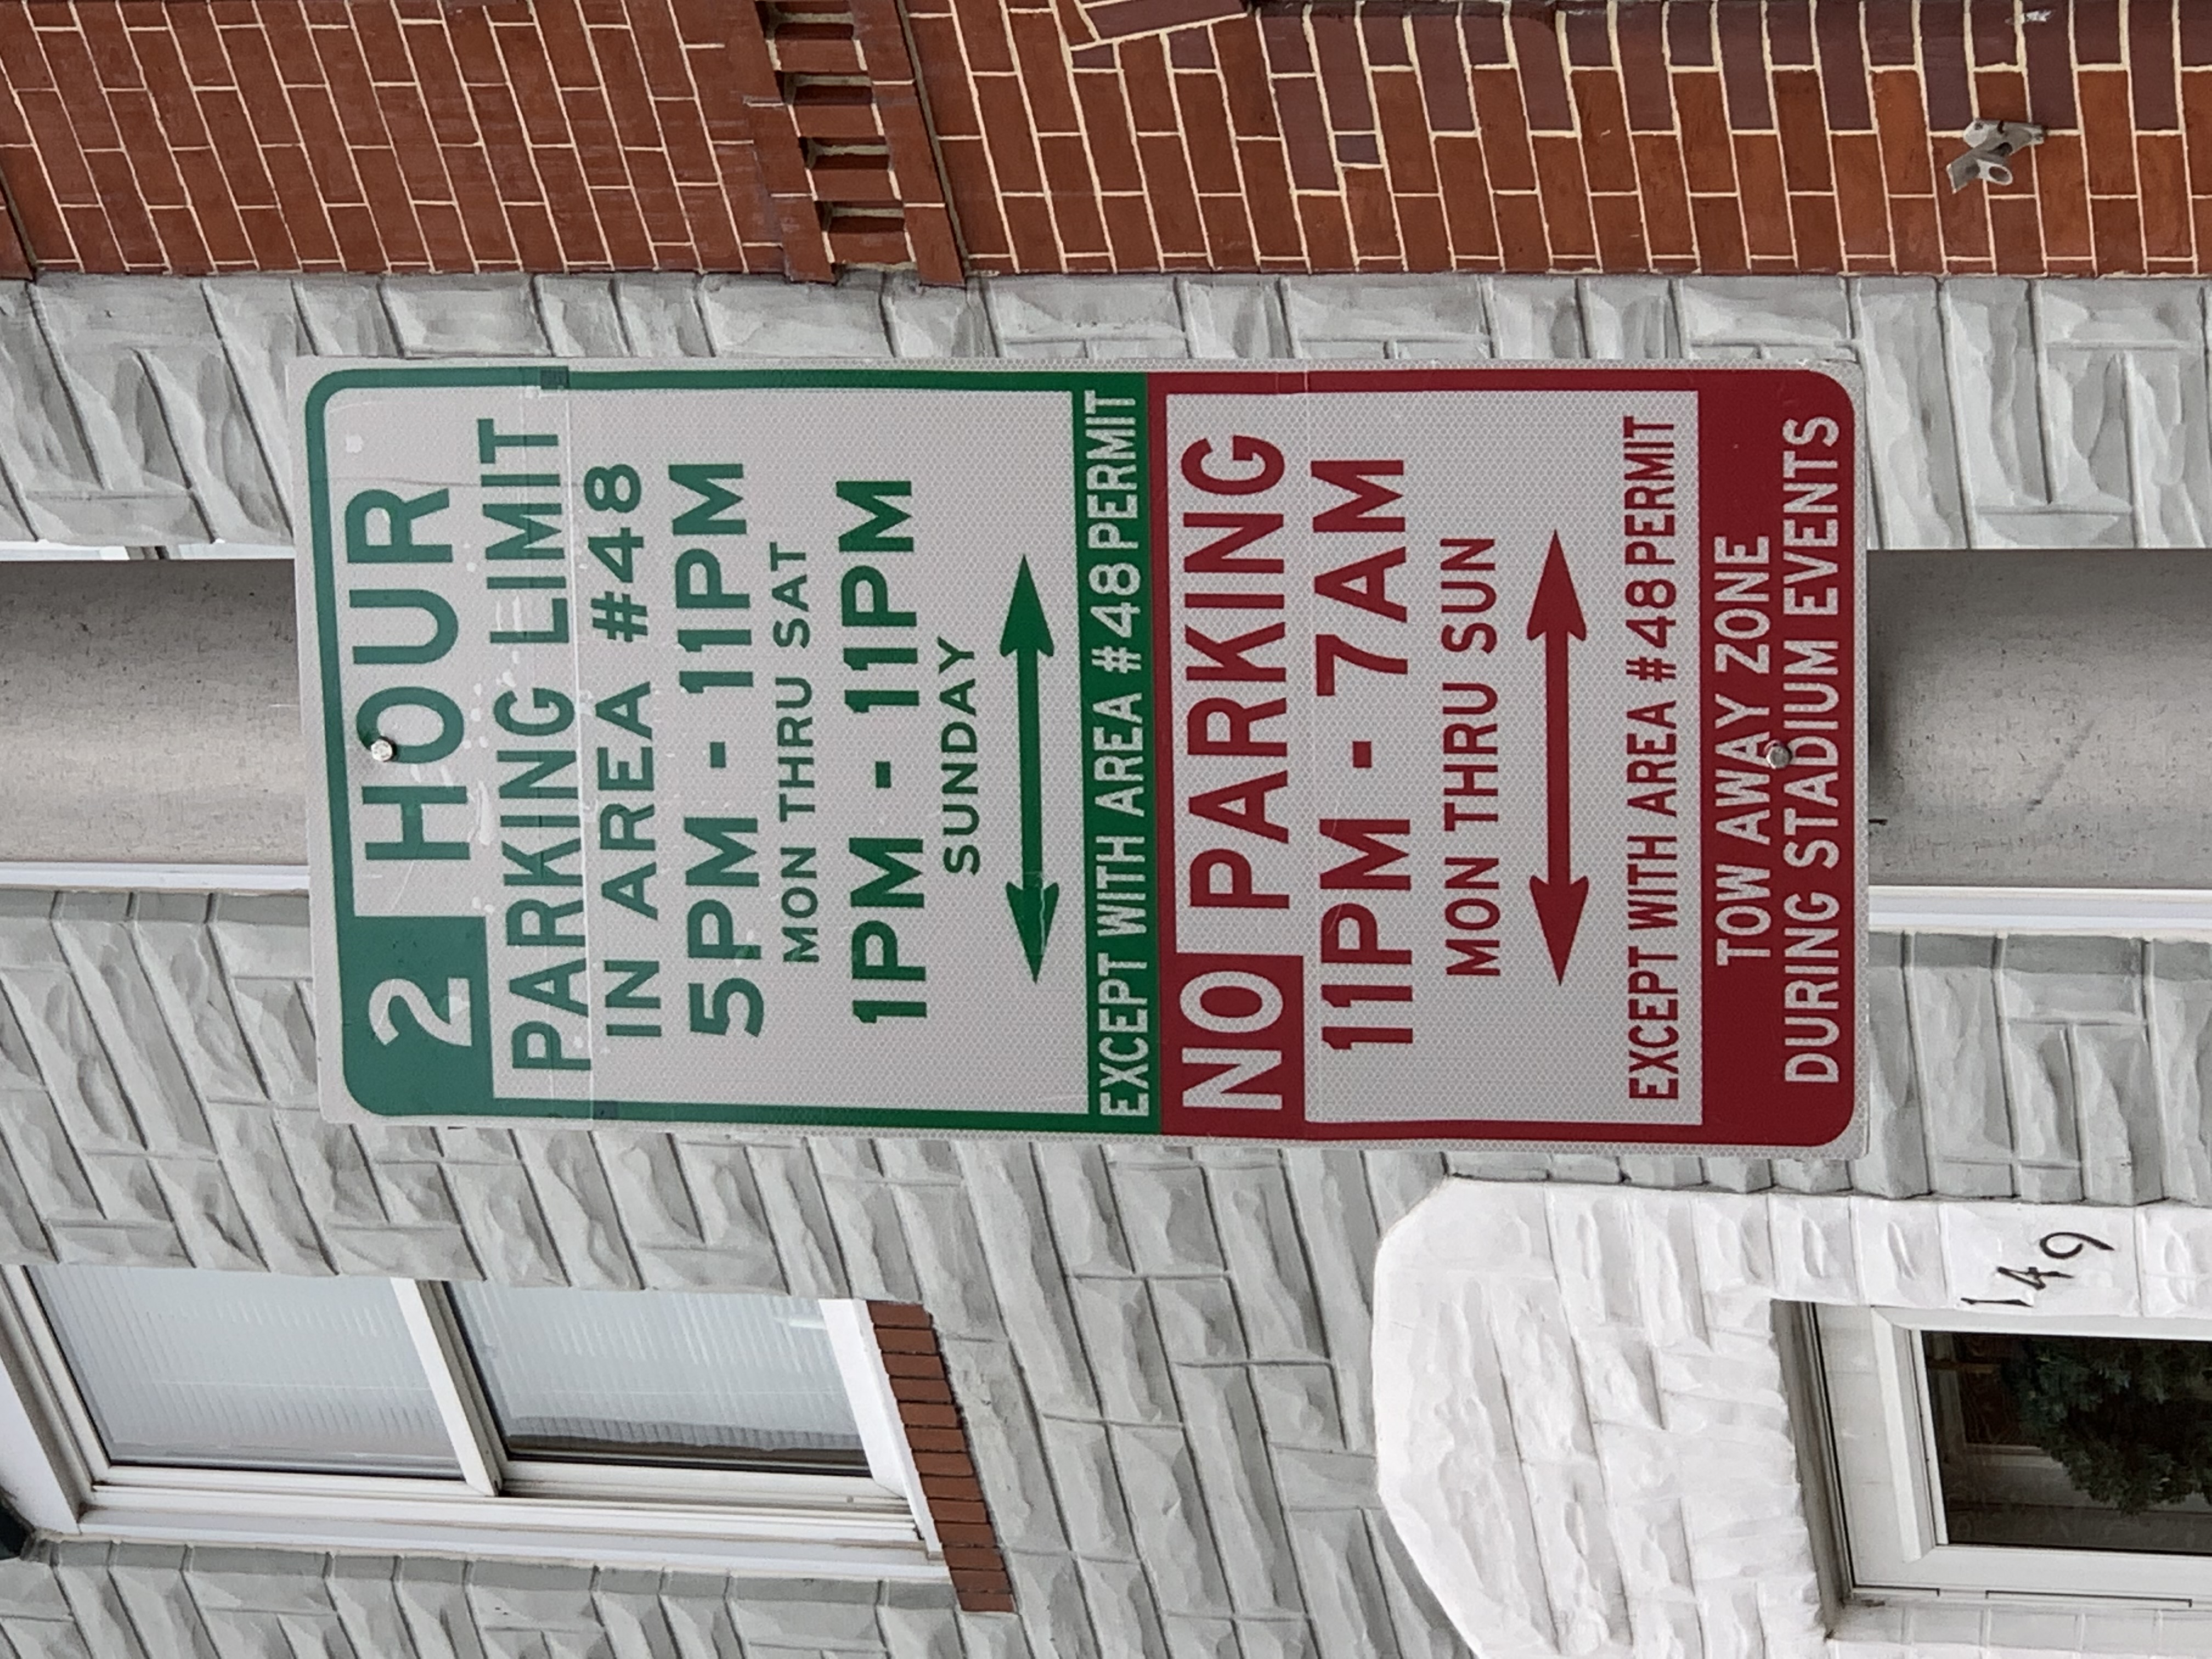 2 HOUR
PARKING LIMIT
IN AREA #48
5PM - 11PM
MON THRU SAT
1PM - 11PM
SUNDAY
EXCEPT WITH AREA #48 PERMIT
NO PARKING
11PM - 7AM
MON THRU SUN
EXCEPT WITH AREA #48 PERMIT
TOW AWAY ZONE
DURING STADIUM EVENTS
149